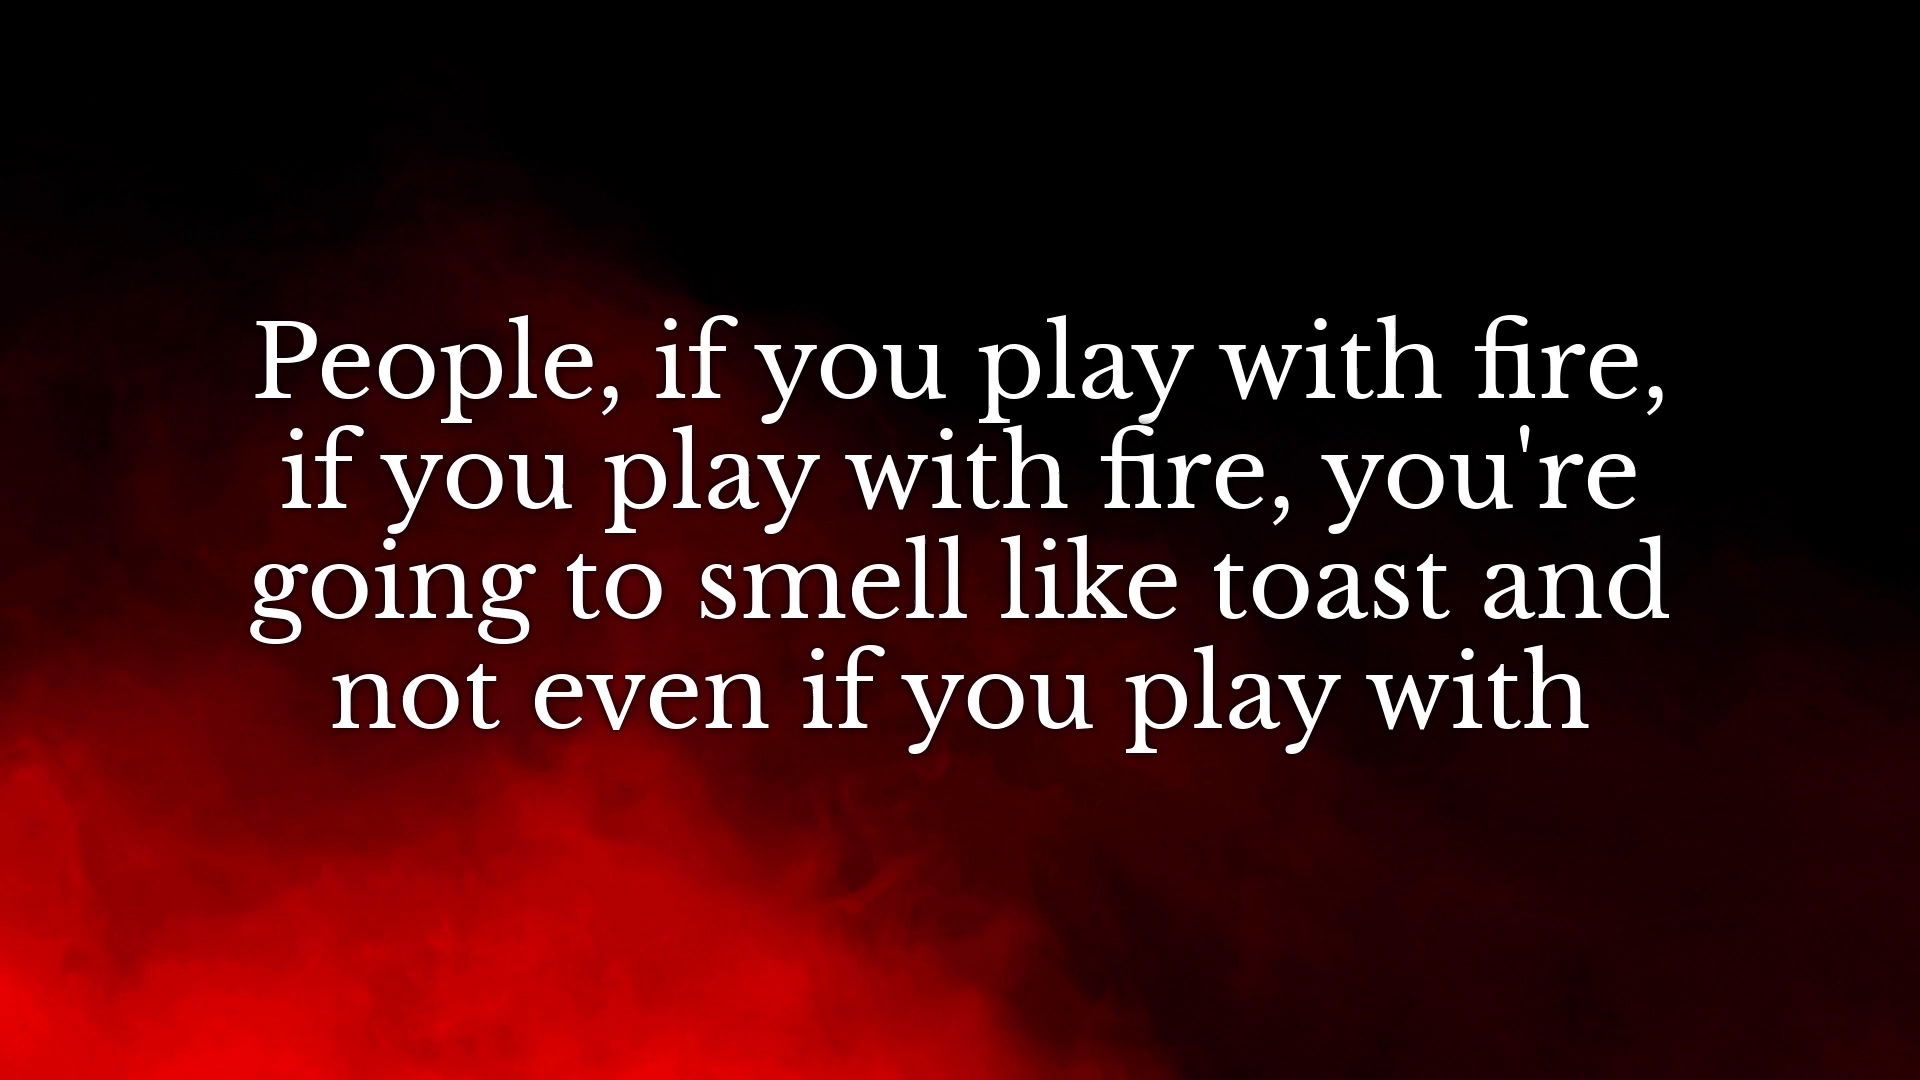 People, if you play with fire,
if you play with fire, you're
going to smell like toast and
not even if you play with